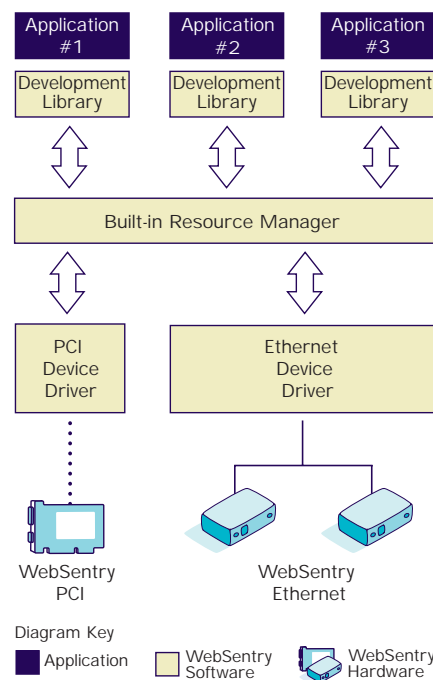 Application
#1
Application
#2
Application
#3
Development
Library
Development
Library
Development
Library
Built-in Resource Manager
PCI
Device
Driver
Ethernet
Device
Driver
WebSentry
PCI
WebSentry
Ethernet
Diagram Key
Application
WebSentry
Software
WebSentry
Hardware